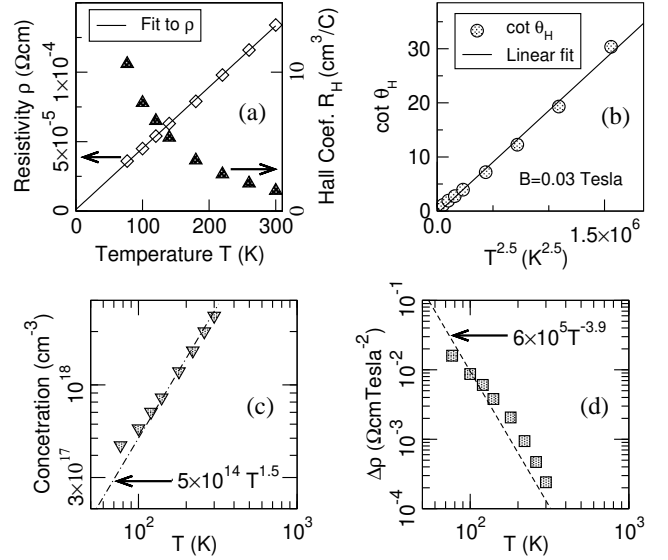 Fit to ρ
(a)
Resistivity ρ (Ωcm)
1×10⁻⁴
5×10⁻⁵
0
0 100 200 300
Temperature T (K)
10
0
Hall Coef. R_H (cm³/C)
cot θ_H
Linear fit
(b)
B=0.03 Tesla
cot θ_H
30
20
10
0
0.0 1.5×10⁶
T^2.5 (K^2.5)
Concetration (cm⁻³)
10¹⁸
3×10¹⁷
(c)
5×10¹⁴ T^1.5
10² 10³
T (K)
Δρ (ΩcmTesla⁻²)
10⁻¹
10⁻²
10⁻³
10⁻⁴
6×10⁵T^-3.9
(d)
10² 10³
T (K)